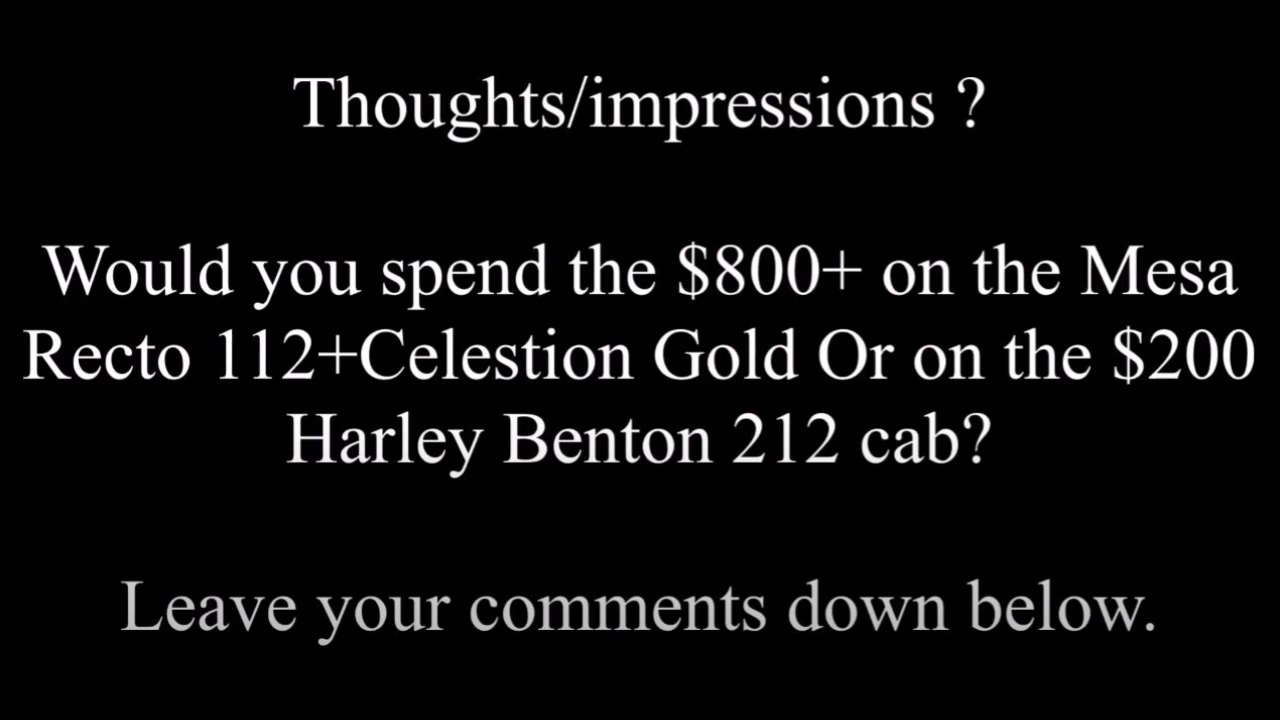 Thoughts/impressions ?
Would you spend the $800+ on the Mesa
Recto 112+Celestion Gold Or on the $200
Harley Benton 212 cab?
Leave your comments down below.